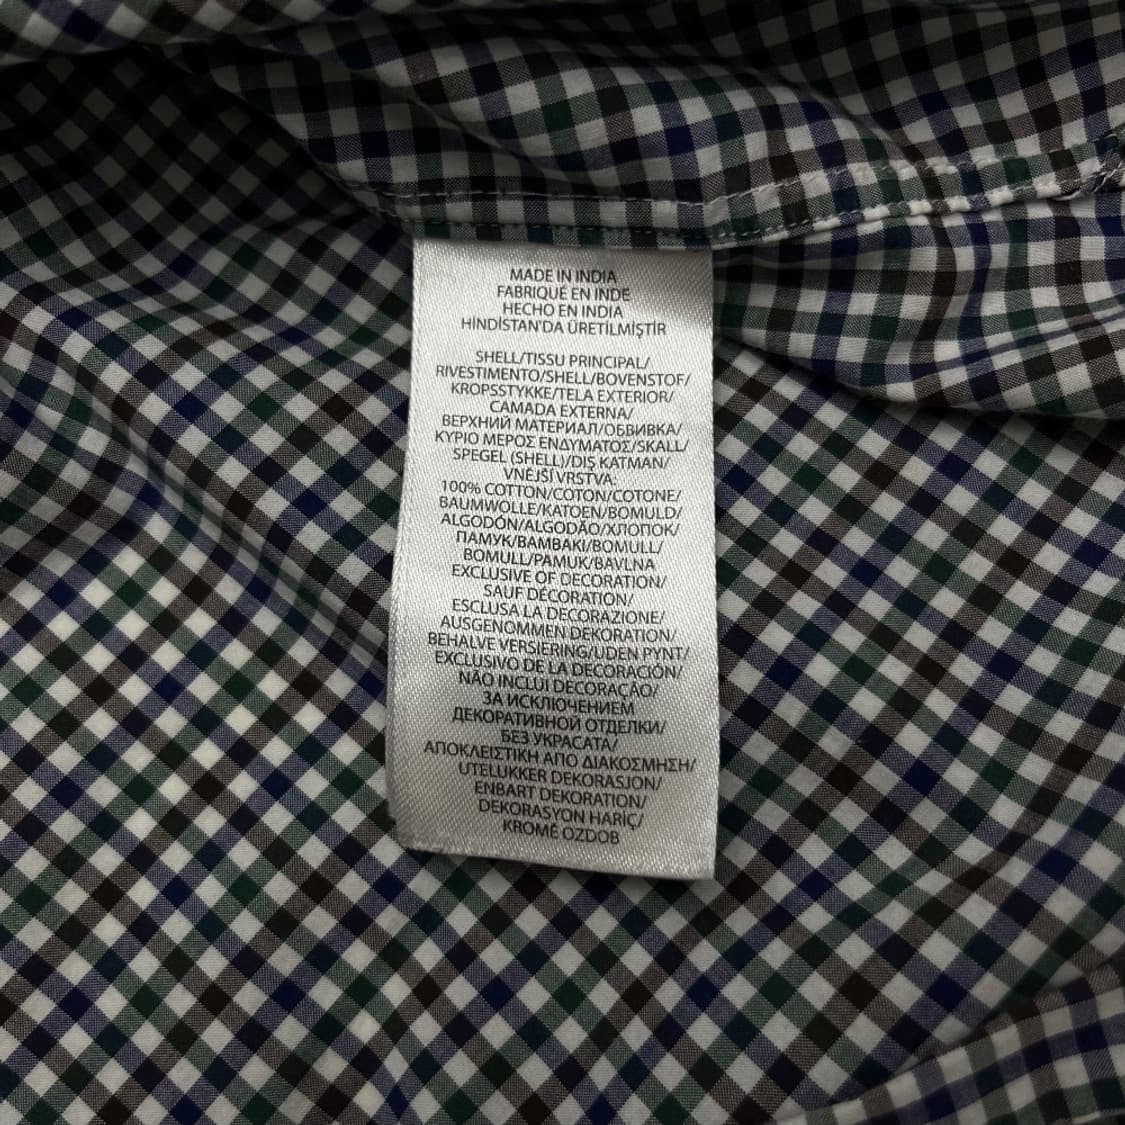 MADE IN INDIA
FABRIQUÉ EN INDE
HECHO EN INDIA
HİNDİSTAN'DA ÜRETİLMİŞTİR
SHELL/TISSU PRINCIPAL/
RIVESTIMENTO/SHELL/BOVENSTOF/
KROPSSTYKKE/TELA EXTERIOR/
CAMADA EXTERNA/
ВЕРХНИЙ МАТЕРИАЛ/ОБВИВКА/
ΚΥΡΙΟ ΜΕΡΟΣ ΕΝΔΥΜΑΤΟΣ/SKALL/
SPEGEL (SHELL)/DIŞ KATMAN/
VNĚJŠÍ VRSTVA:
100% COTTON/COTON/COTONE/
BAUMWOLLE/KATOEN/BOMULD/
ALGODÓN/ALGODÃO/ХЛОПОК/
ПАМУК/ΒΑΜΒΑΚΙ/BOMULL/
BOMULL/PAMUK/BAVLNA
EXCLUSIVE OF DECORATION/
SAUF DÉCORATION/
ESCLUSA LA DECORAZIONE/
AUSGENOMMEN DEKORATION/
BEHALVE VERSIERING/UDEN PYNT/
EXCLUSIVO DE LA DECORACIÓN/
NÃO INCLUI DECORAÇÃO/
ЗА ИСКЛЮЧЕНИЕМ
ДЕКОРАТИВНОЙ ОТДЕЛКИ/
БЕЗ УКРАСАТА/
ΑΠΟΚΛΕΙΣΤΙΚΗ ΑΠΟ ΔΙΑΚΟΣΜΗΣΗ/
UTELUKKER DEKORASJON/
ENBART DEKORATION/
DEKORASYON HARİÇ/
KROMĚ OZDOB